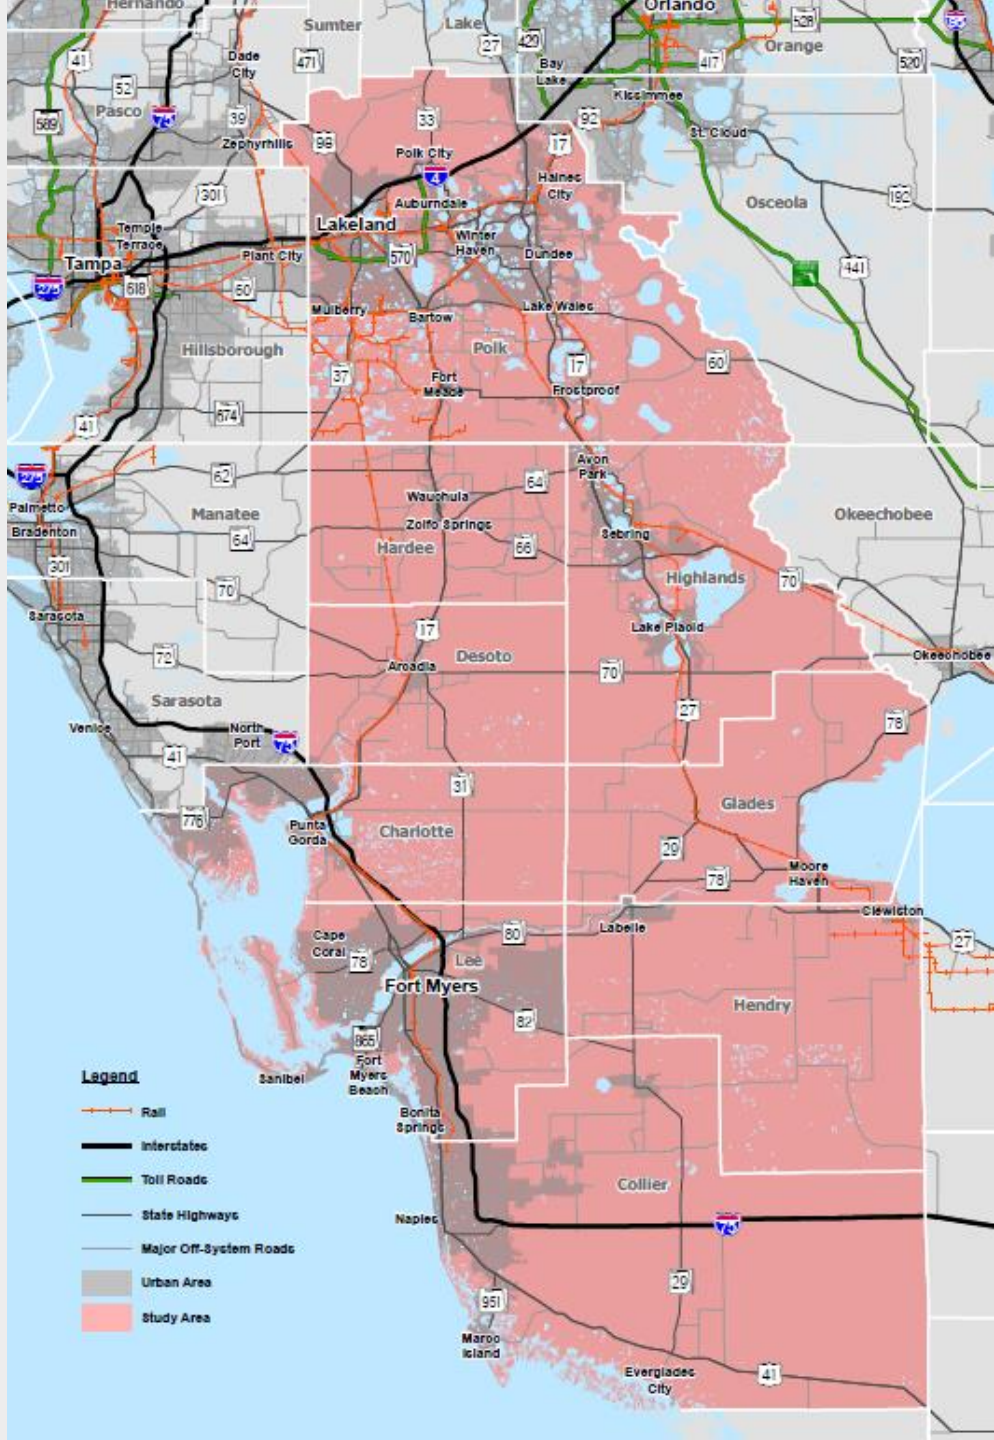 Hernando
Sumter
Lake
Orlando
528
95
Orange
41
Dade
City
471
27
429
417
520
52
Bay
Lake
Kissimmee
Pasco
75
39
33
92
589
Zephyrhills
98
17
St. Cloud
Polk City
4
Haines
City
301
Auburndale
Osceola
192
Lakeland
Temple
Terrace
Winter
Haven
Plant City
570
Dundee
Tampa
441
275
618
60
Mulberry
Bartow
Lake Wales
Hillsborough
Polk
60
37
17
Fort
Meade
Frostproof
674
41
Avon
Park
275
62
64
Palmetto
Wauchula
Manatee
Okeechobee
Bradenton
64
Zolfo Springs
Sebring
Hardee
66
301
70
Highlands
70
Sarasota
17
Lake Placid
72
Desoto
Okeechobee
Arcadia
70
Sarasota
27
78
Venice
North
Port
75
41
31
Glades
776
Punta
Gorda
Charlotte
29
78
Moore
Haven
Clewiston
Labelle
80
27
Cape
Coral
78
Lee
Fort Myers
Hendry
82
865
Fort
Myers
Beach
Sanibel
Bonita
Springs
Collier
Naples
75
29
951
Marco
Island
Everglades
City
41
Legend
Rail
Interstates
Toll Roads
State Highways
Major Off-System Roads
Urban Area
Study Area